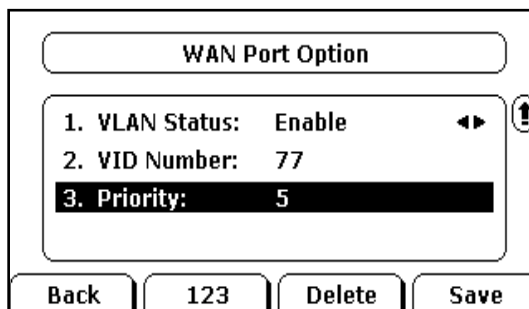 WAN Port Option
1. VLAN Status: Enable
2. VID Number: 77
3. Priority: 5
Back 123 Delete Save